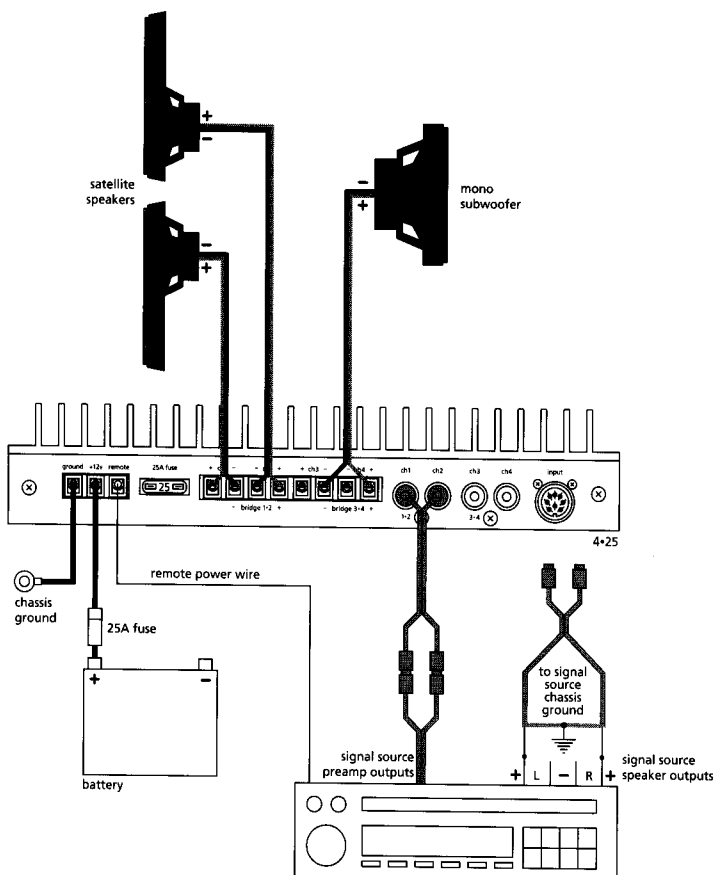 +
−
satellite
speakers
−
+
−
+
mono
subwoofer
ground +12v remote 25A fuse + − − + + ch3 − ch4 + ch1 ch2 ch3 ch4 input
25
− bridge 1-2 + − bridge 3-4 + 1-2 3-4
4•25
remote power wire
chassis
ground
25A fuse
+ −
battery
to signal
source
chassis
ground
signal source
preamp outputs
signal source
speaker outputs
+ L − R +